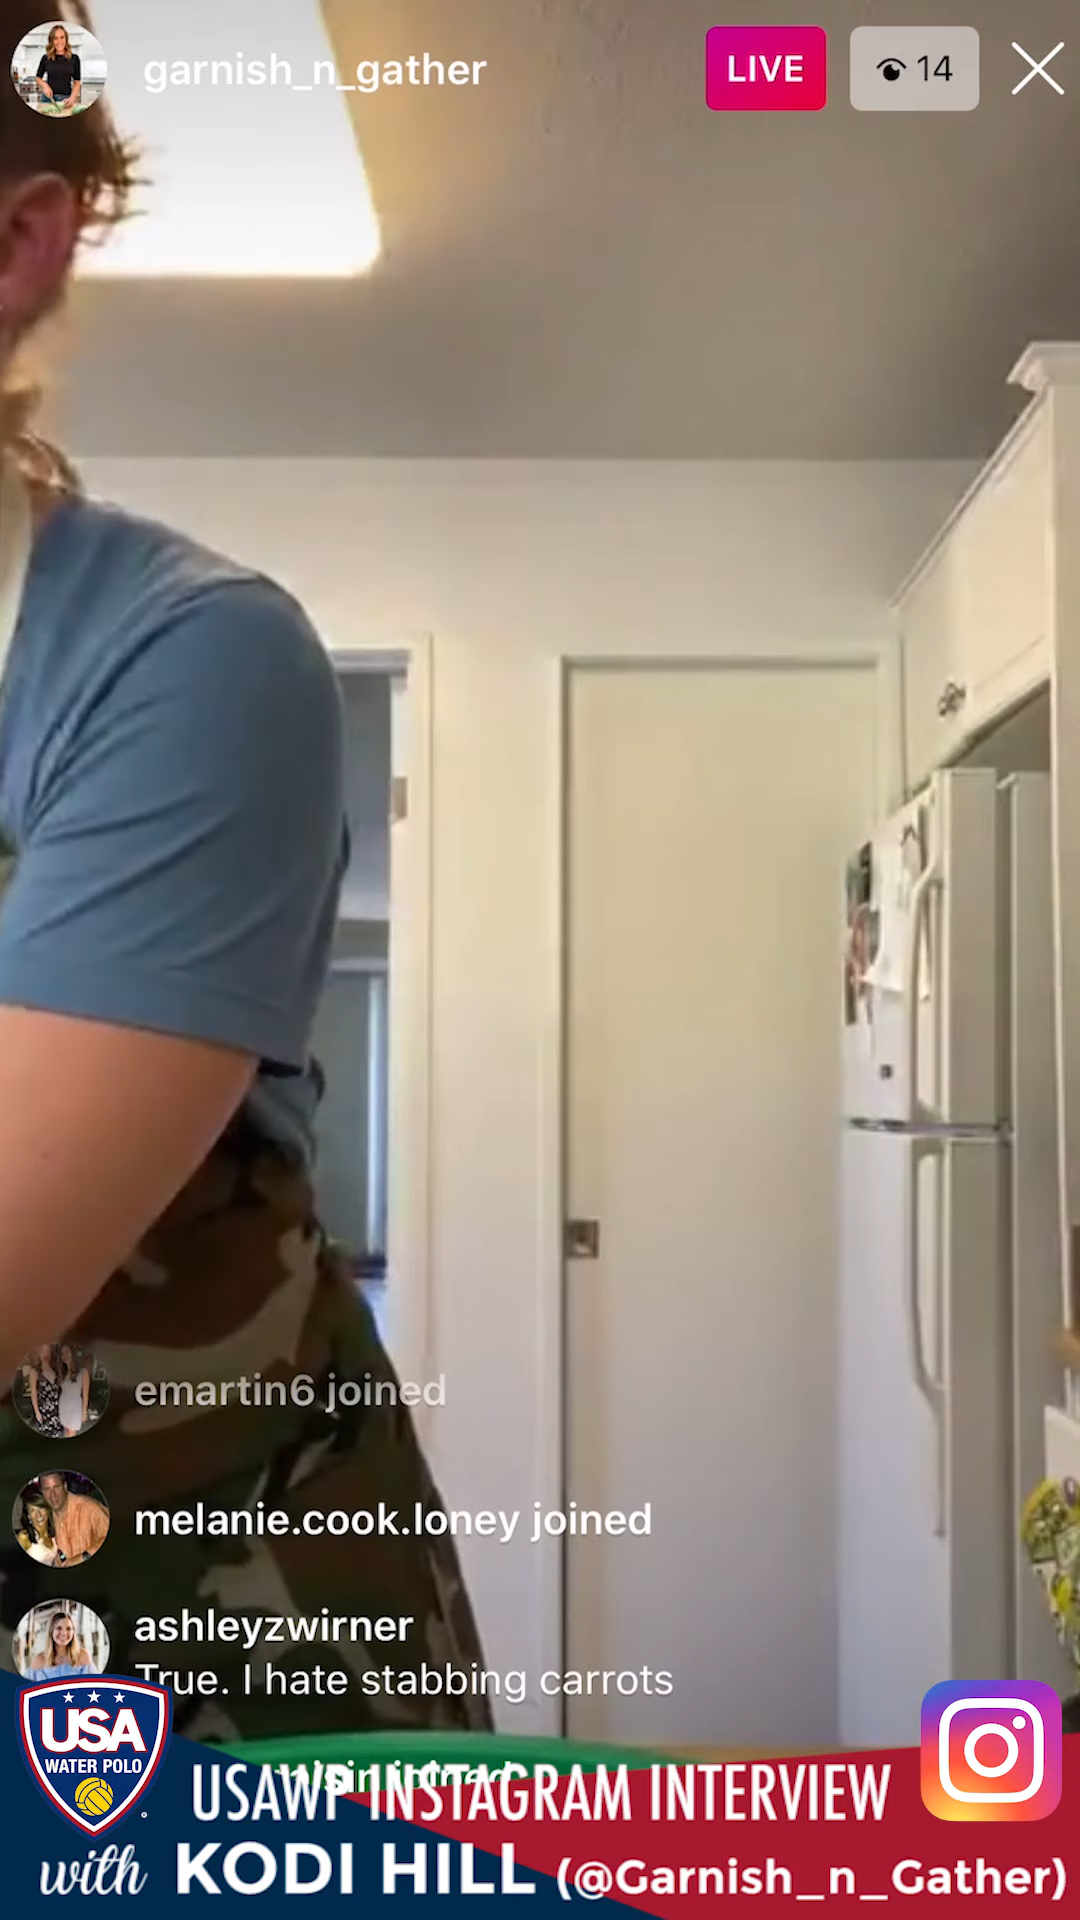 garnish_n_gather
LIVE
14
emartin6 joined
melanie.cook.loney joined
ashleyzwirner
True. I hate stabbing carrots
joined
USA
WATER POLO
USAWP INSTAGRAM INTERVIEW
with KODI HILL (@Garnish_n_Gather)